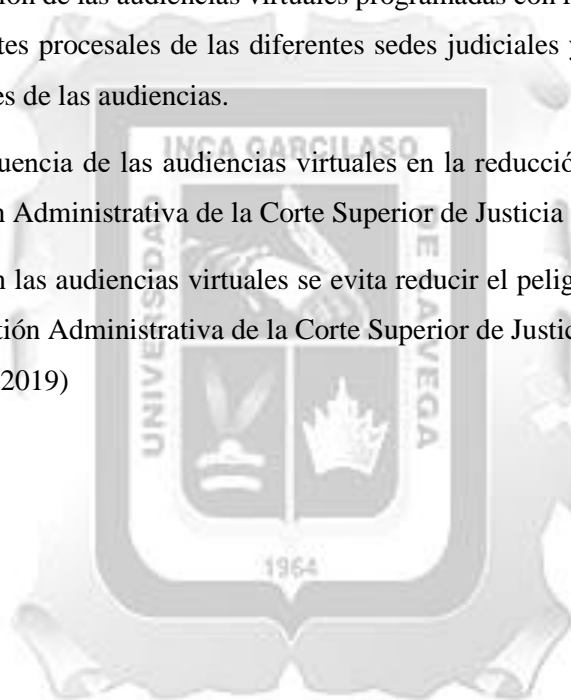 ón de las audiencias virtuales programadas con
tes procesales de las diferentes sedes judiciales y
es de las audiencias.
uencia de las audiencias virtuales en la reducció
n Administrativa de la Corte Superior de Justicia
n las audiencias virtuales se evita reducir el pelig
tión Administrativa de la Corte Superior de Justic
2019)
UNIVERSIDAD
INCA GARCILASO
DE LA VEGA
1964